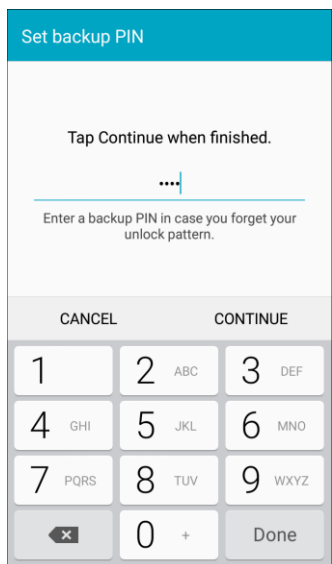 Set backup PIN
Tap Continue when finished.
••••
Enter a backup PIN in case you forget your
unlock pattern.
CANCEL CONTINUE
1 2 ABC 3 DEF
4 GHI 5 JKL 6 MNO
7 PQRS 8 TUV 9 WXYZ
0 + Done